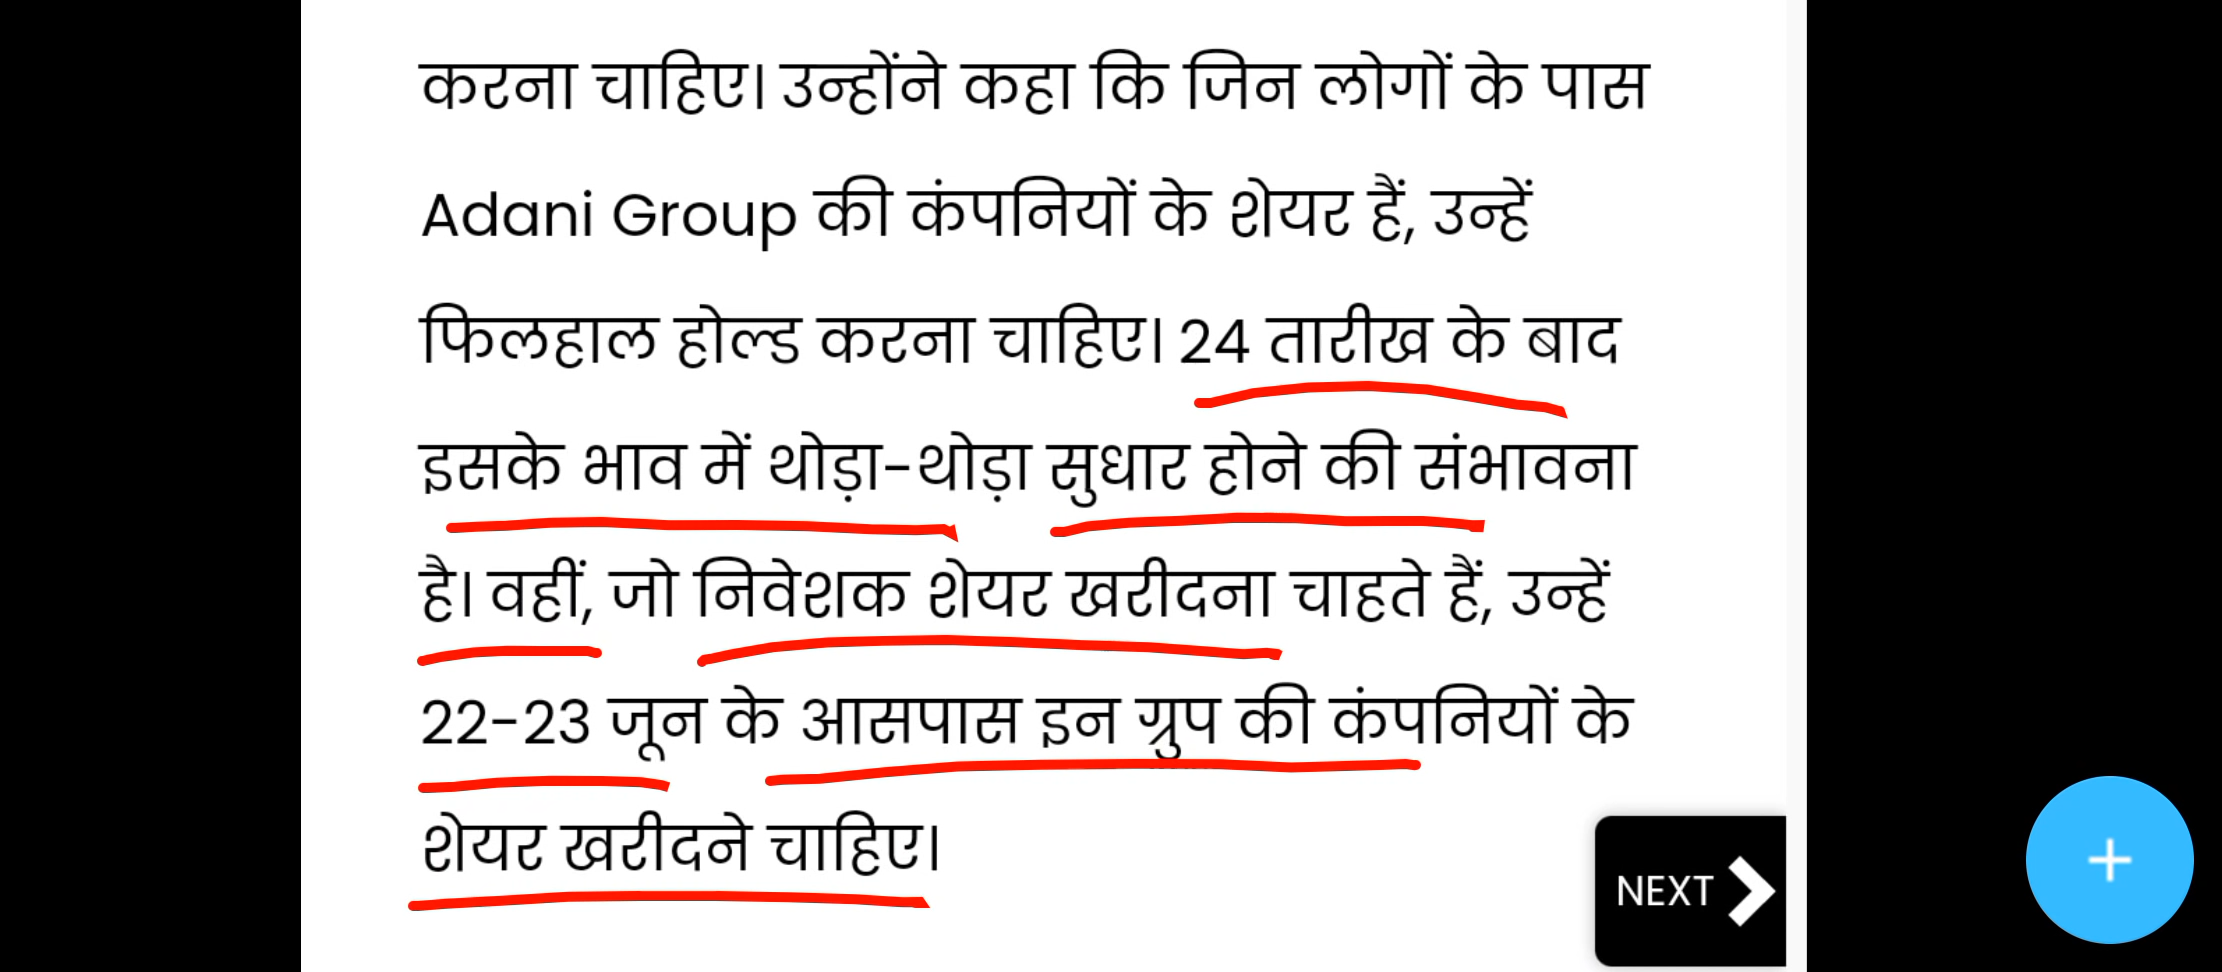 करना चाहिए। उन्होंने कहा कि जिन लोगों के पास
Adani Group की कंपनियों के शेयर हैं, उन्हें
फिलहाल होल्ड करना चाहिए। 24 तारीख के बाद
इसके भाव में थोड़ा-थोड़ा सुधार होने की संभावना
है। वहीं, जो निवेशक शेयर खरीदना चाहते हैं, उन्हें
22-23 जून के आसपास इन ग्रुप की कंपनियों के
शेयर खरीदने चाहिए।
NEXT